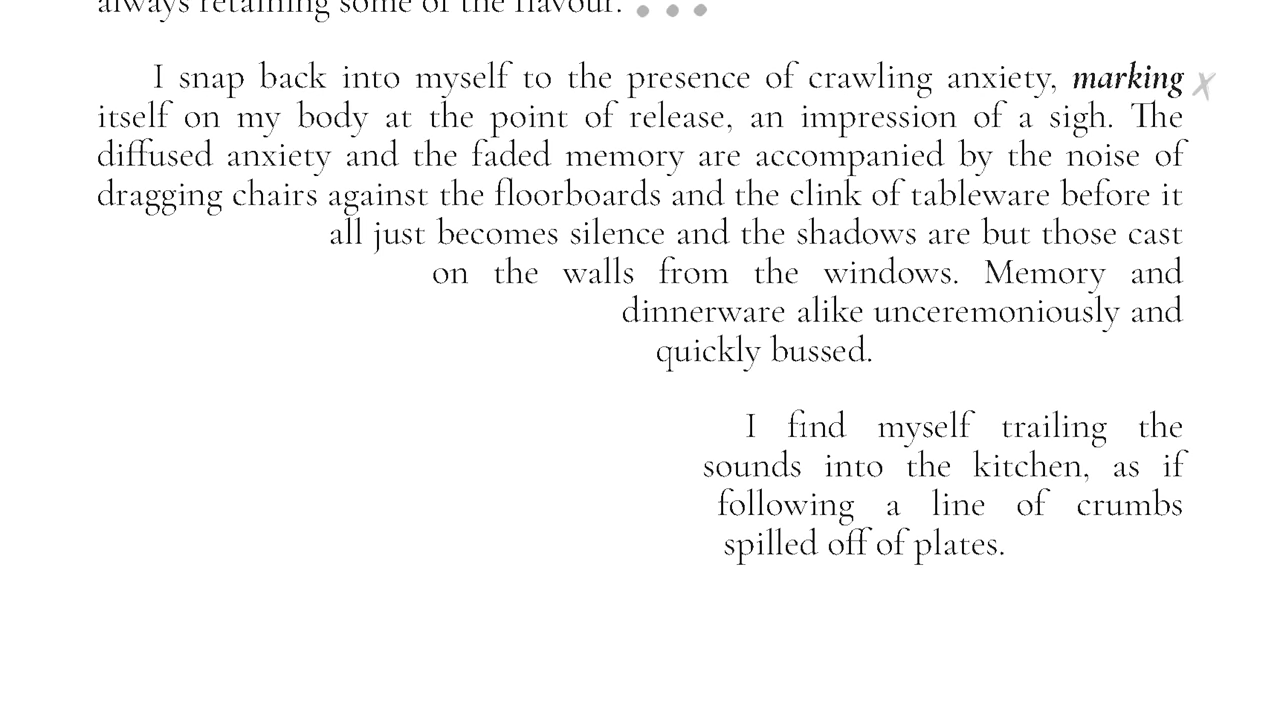 always retaining some of the flavour. • • •
I snap back into myself to the presence of crawling anxiety, marking x
itself on my body at the point of release, an impression of a sigh. The
diffused anxiety and the faded memory are accompanied by the noise of
dragging chairs against the floorboards and the clink of tableware before it
all just becomes silence and the shadows are but those cast
on the walls from the windows. Memory and
dinnerware alike unceremoniously and
quickly bussed.
I find myself trailing the
sounds into the kitchen, as if
following a line of crumbs
spilled off of plates.